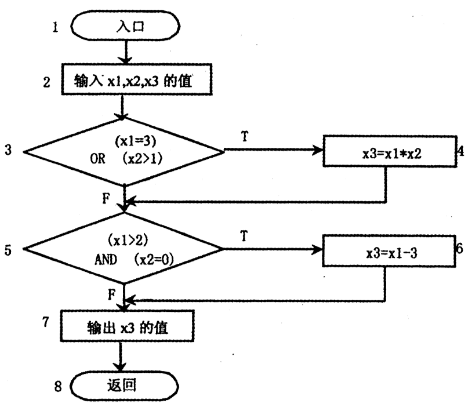 1 入口
2 输入 x1,x2,x3 的值
3 (x1=3)
OR (x2>1)
T
x3=x1*x2 4
F
5 (x1>2)
AND (x2=0)
T
x3=x1-3 6
F
7 输出 x3 的值
8 返回